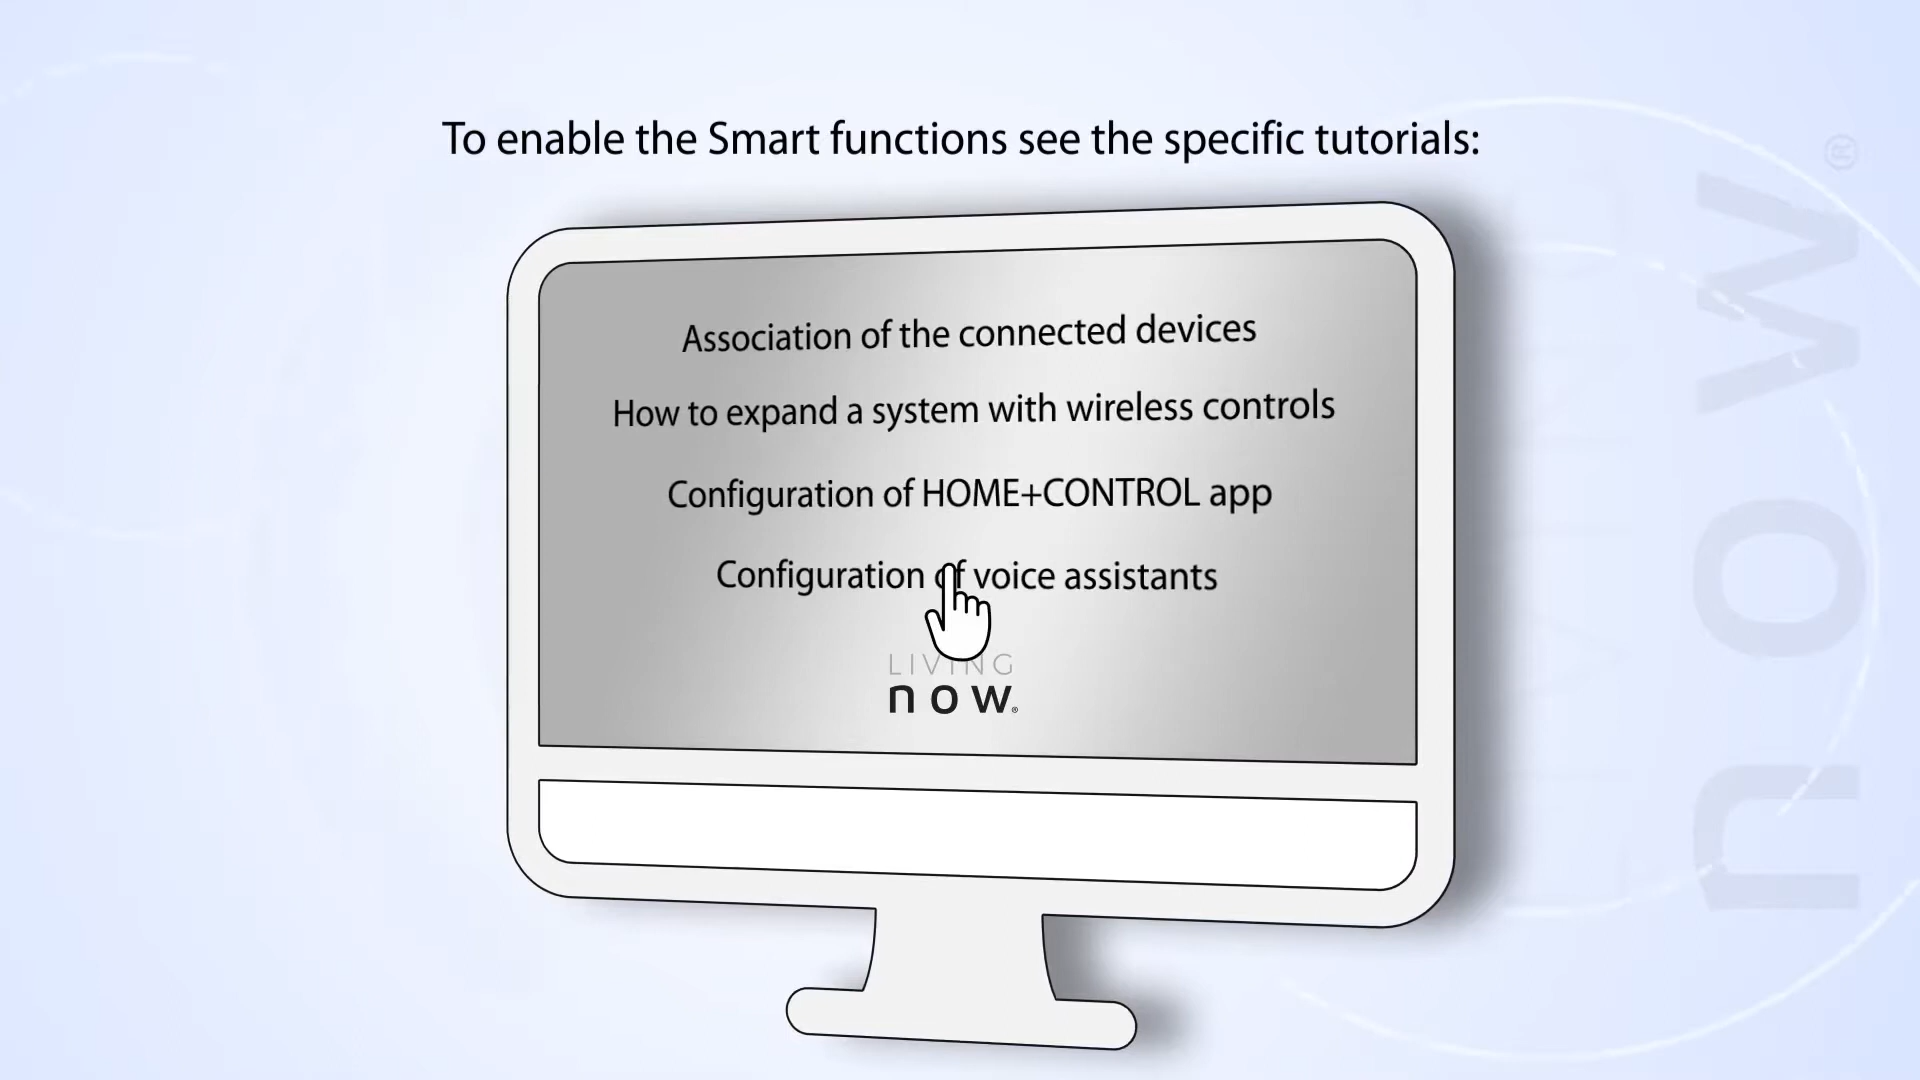 To enable the Smart functions see the specific tutorials:
Association of the connected devices
How to expand a system with wireless controls
Configuration of HOME+CONTROL app
Configuration of voice assistants
LIVING
now®
now®